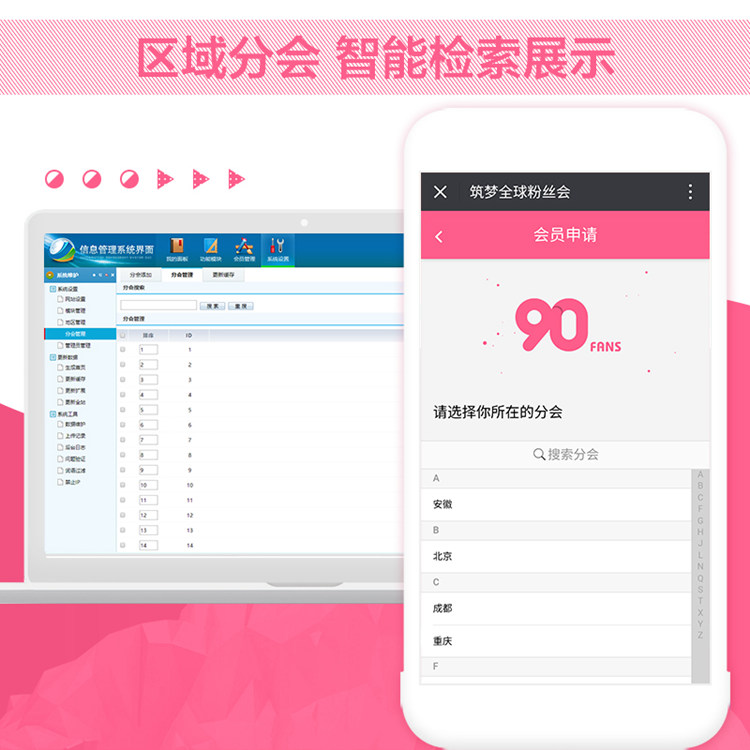 区域分会 智能检索展示
信息管理系统界面
我的面板 功能模块 会员管理 系统设置
系统维护
分会添加 分会管理 更新缓存
分会搜索
搜 索 重 搜
分会管理
排序 ID
1 1
2 2
3 3
4 4
5 5
6 6
7 7
8 8
9 9
10 10
11 11
12 12
13 13
14 14
系统设置
网站设置
模块管理
地区管理
分会管理
管理员管理
更新数据
生成首页
更新缓存
更新扩展
更新全站
系统工具
数据维护
上传记录
后台日志
问题验证
词语过滤
禁止IP
筑梦全球粉丝会
会员申请
90 FANS
请选择你所在的分会
搜索分会
A
安徽
B
北京
C
成都
重庆
F
A
B
C
F
G
H
J
L
N
Q
S
T
X
Y
Z